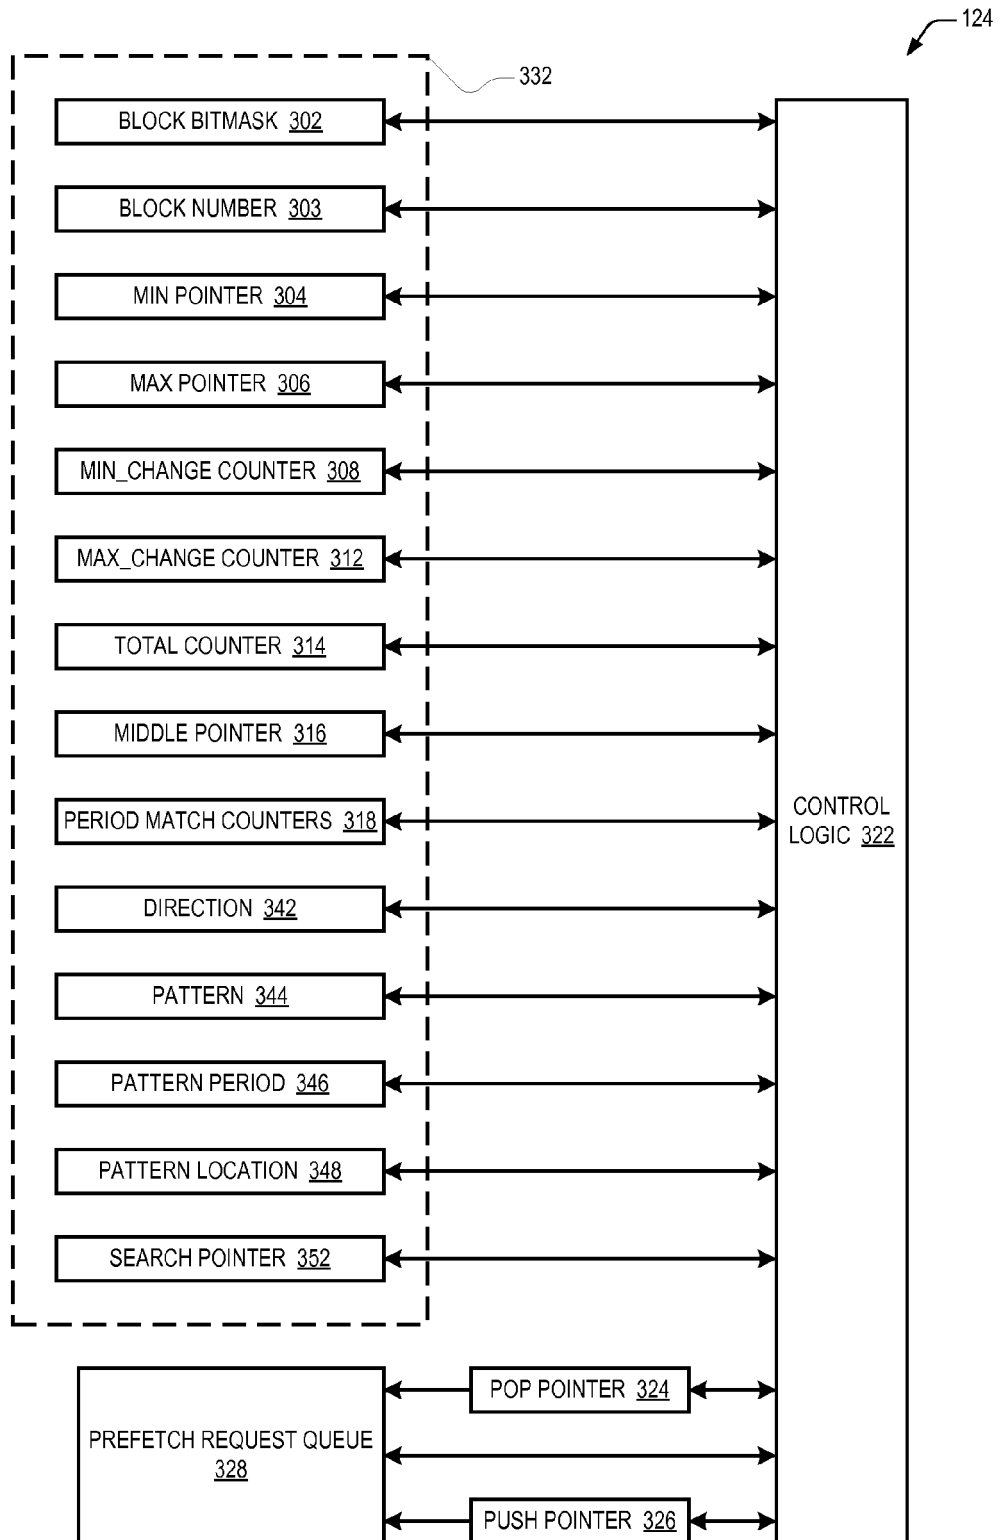 124
332
BLOCK BITMASK 302
BLOCK NUMBER 303
MIN POINTER 304
MAX POINTER 306
MIN_CHANGE COUNTER 308
MAX_CHANGE COUNTER 312
TOTAL COUNTER 314
MIDDLE POINTER 316
PERIOD MATCH COUNTERS 318
CONTROL
LOGIC 322
DIRECTION 342
PATTERN 344
PATTERN PERIOD 346
PATTERN LOCATION 348
SEARCH POINTER 352
POP POINTER 324
PREFETCH REQUEST QUEUE
328
PUSH POINTER 326